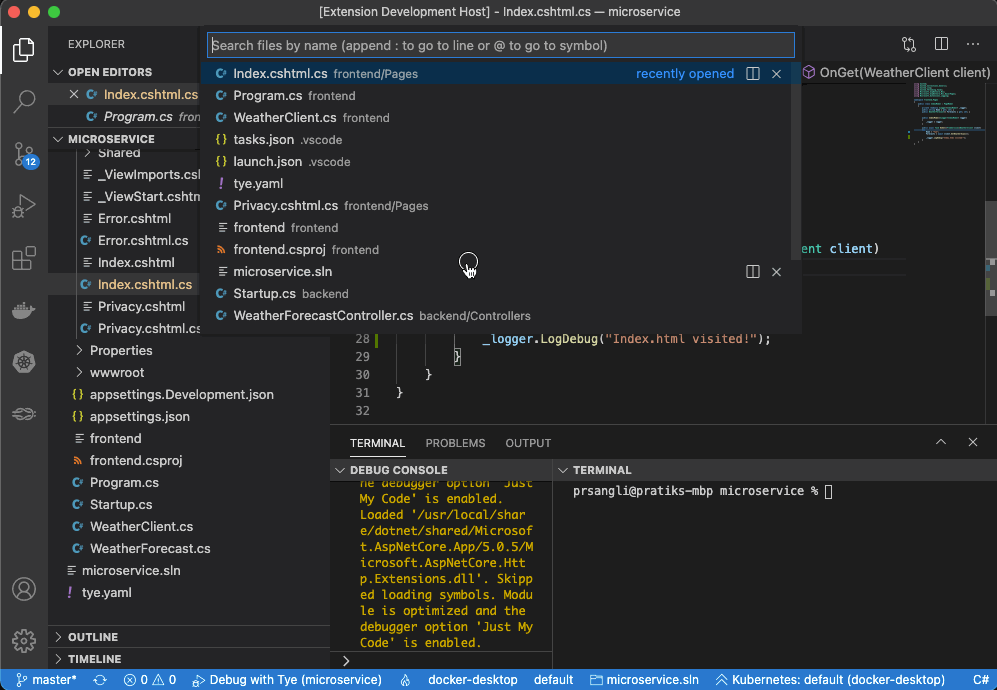 [Extension Development Host] - Index.cshtml.cs — microservice
EXPLORER
OPEN EDITORS
Index.cshtml.cs
Program.cs fron
MICROSERVICE
Shared
_ViewImports.csh
_ViewStart.cshtm
Error.cshtml
Error.cshtml.cs
Index.cshtml
Index.cshtml.cs
Privacy.cshtml
Privacy.cshtml.cs
Properties
wwwroot
appsettings.Development.json
appsettings.json
frontend
frontend.csproj
Program.cs
Startup.cs
WeatherClient.cs
WeatherForecast.cs
microservice.sln
tye.yaml
OUTLINE
TIMELINE
12
Search files by name (append : to go to line or @ to go to symbol)
Index.cshtml.cs frontend/Pages recently opened
Program.cs frontend
WeatherClient.cs frontend
tasks.json .vscode
launch.json .vscode
tye.yaml
Privacy.cshtml.cs frontend/Pages
frontend frontend
frontend.csproj frontend
microservice.sln
Startup.cs backend
WeatherForecastController.cs backend/Controllers
OnGet(WeatherClient client)
ent client)
28 _logger.LogDebug("Index.html visited!");
29 }
30 }
31 }
32
TERMINAL PROBLEMS OUTPUT
DEBUG CONSOLE
he debugger option 'Just
My Code' is enabled.
Loaded '/usr/local/shar
e/dotnet/shared/Microsof
t.AspNetCore.App/5.0.5/M
icrosoft.AspNetCore.Htt
p.Extensions.dll'. Skipp
ed loading symbols. Modu
le is optimized and the
debugger option 'Just My
Code' is enabled.
TERMINAL
prsangli@pratiks-mbp microservice %
master* 0 0 Debug with Tye (microservice) docker-desktop default microservice.sln Kubernetes: default (docker-desktop) C#